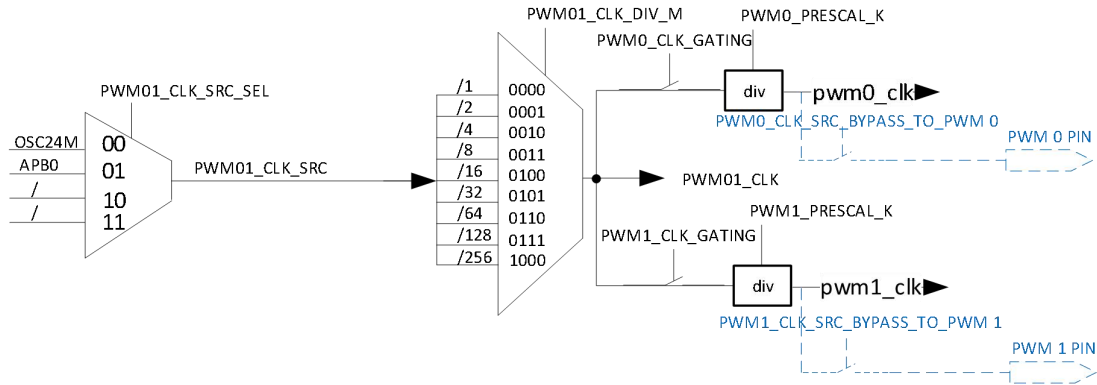 PWM01_CLK_SRC_SEL
OSC24M
APB0
/
/
00
01
10
11
PWM01_CLK_SRC
PWM01_CLK_DIV_M
/1
/2
/4
/8
/16
/32
/64
/128
/256
0000
0001
0010
0011
0100
0101
0110
0111
1000
PWM01_CLK
PWM0_PRESCAL_K
PWM0_CLK_GATING
div
pwm0_clk
PWM0_CLK_SRC_BYPASS_TO_PWM 0
PWM 0 PIN
PWM1_PRESCAL_K
PWM1_CLK_GATING
div
pwm1_clk
PWM1_CLK_SRC_BYPASS_TO_PWM 1
PWM 1 PIN